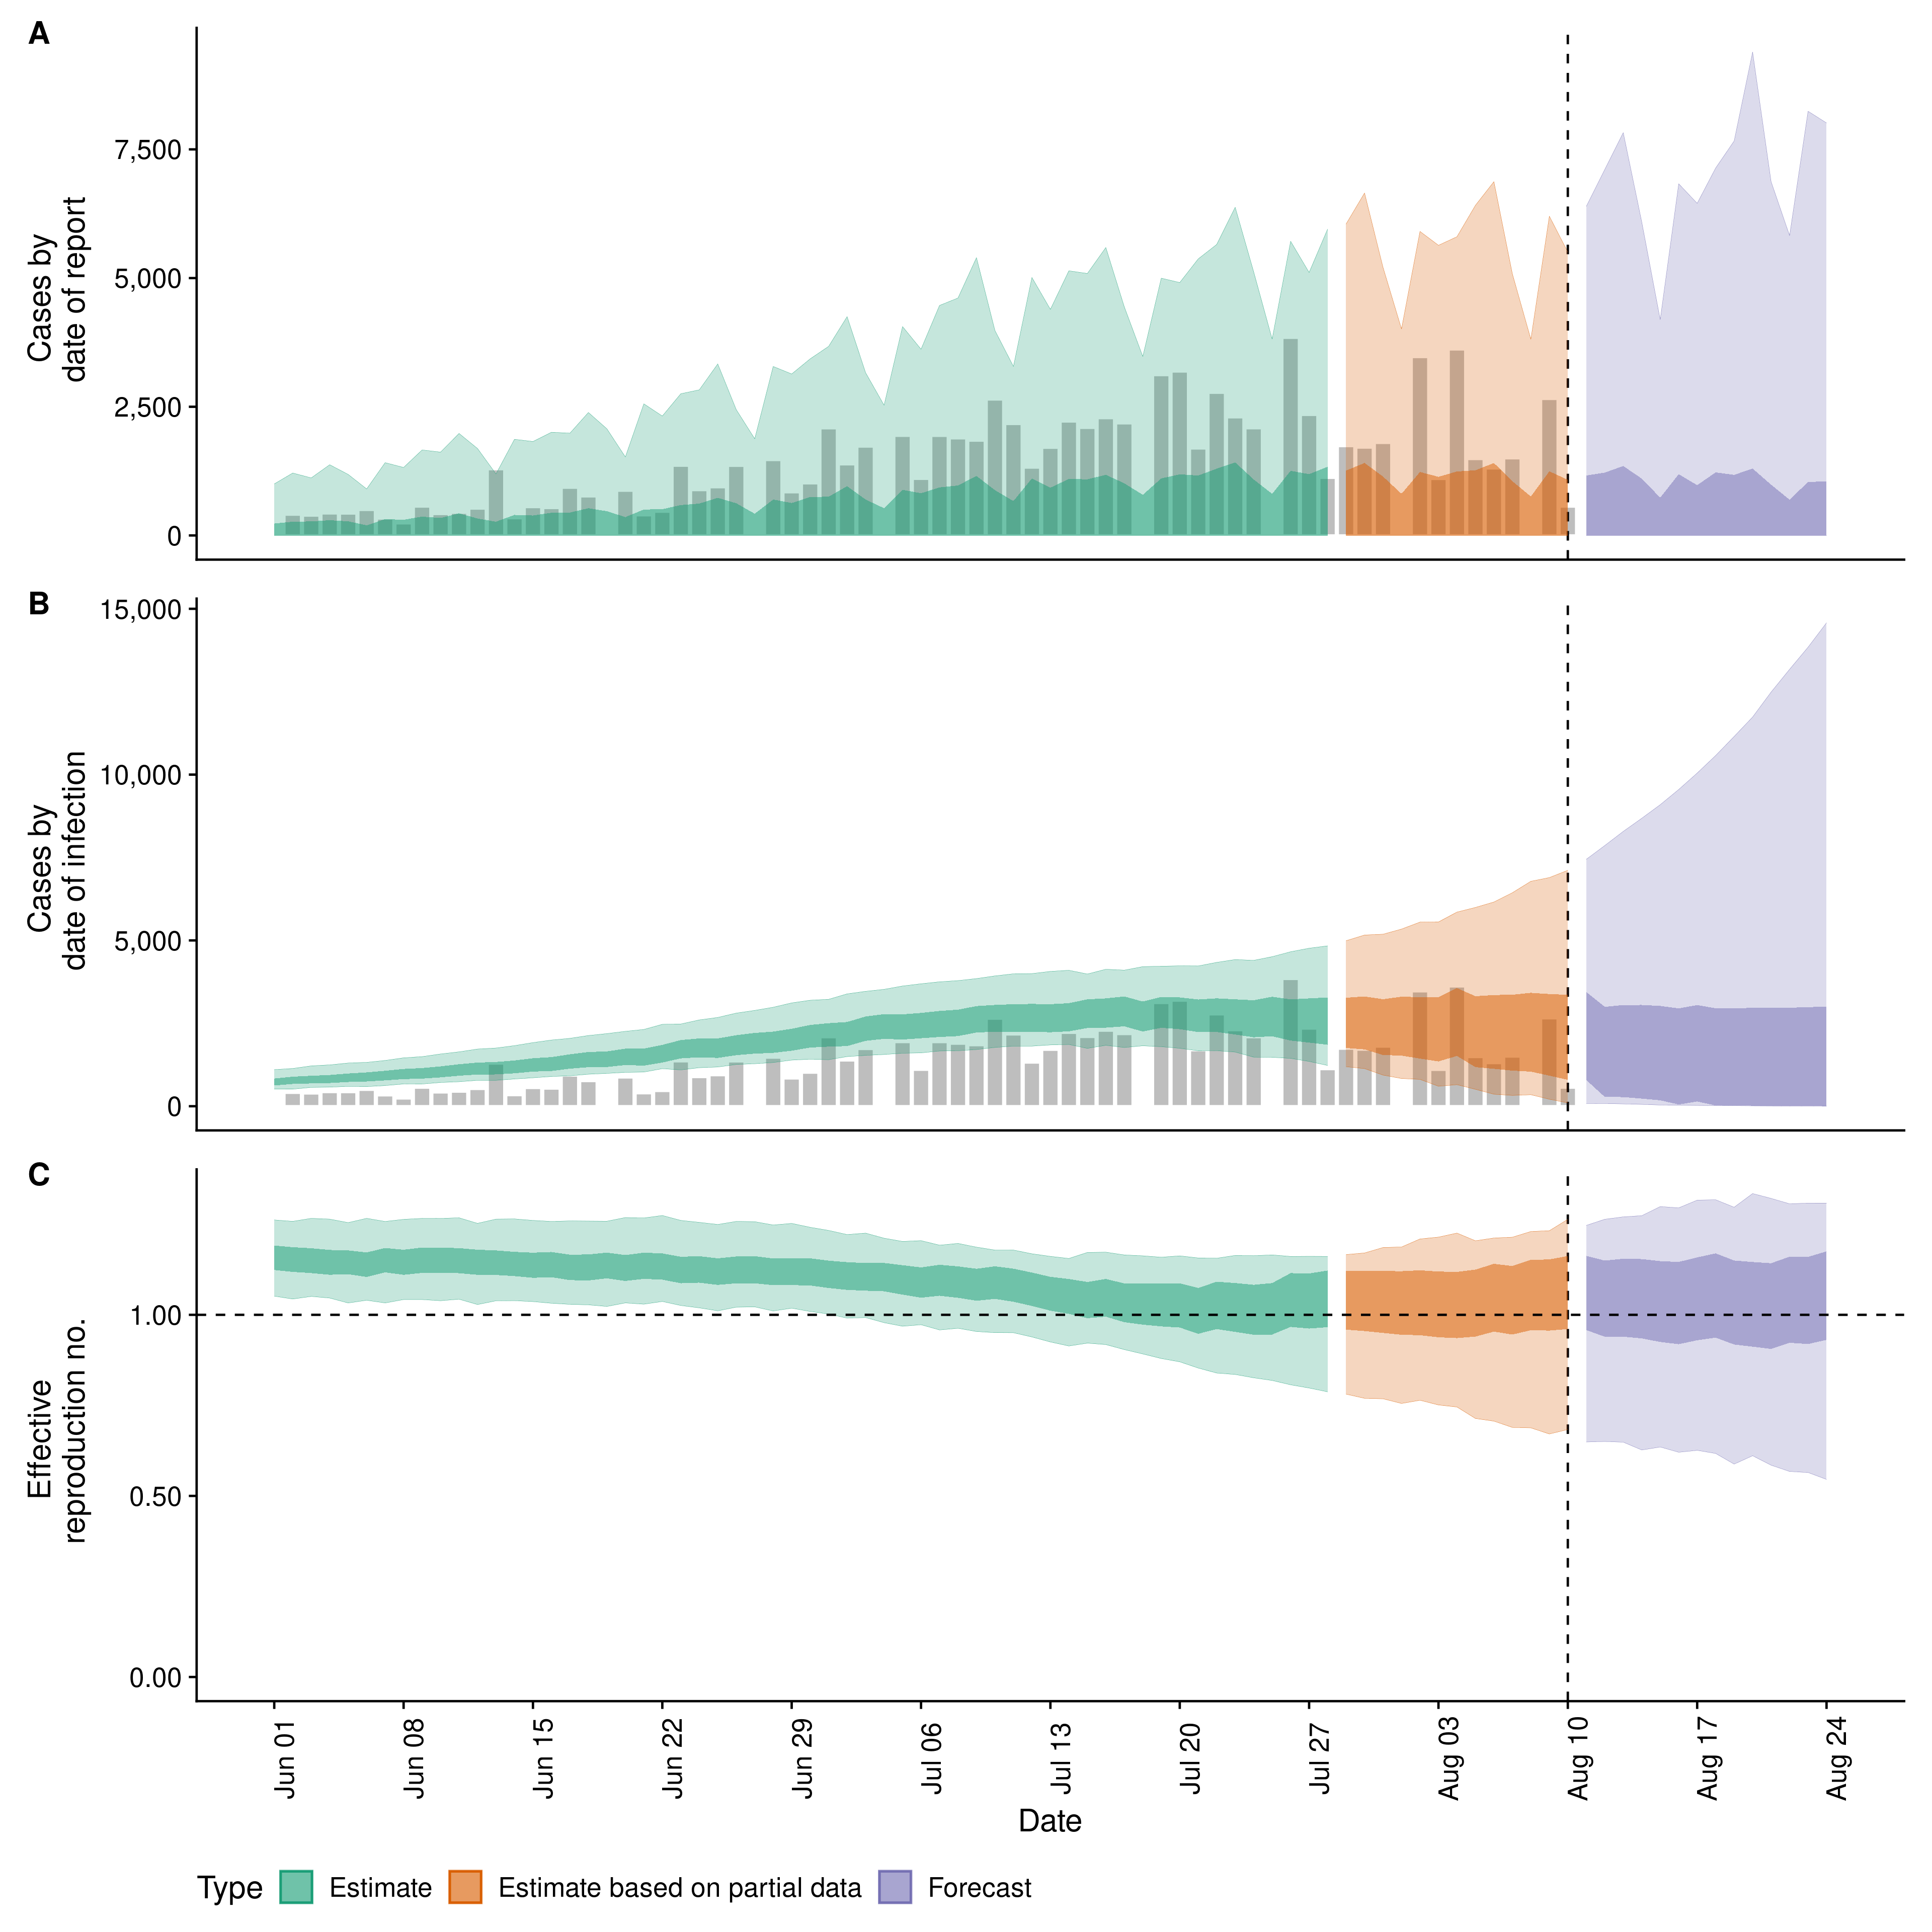 A
Cases by
date of report
7,500
5,000
2,500
0
B
Cases by
date of infection
15,000
10,000
5,000
0
C
Effective
reproduction no.
1.00
0.50
0.00
Jun 01
Jun 08
Jun 15
Jun 22
Jun 29
Jul 06
Jul 13
Jul 20
Jul 27
Aug 03
Aug 10
Aug 17
Aug 24
Date
Type Estimate Estimate based on partial data Forecast